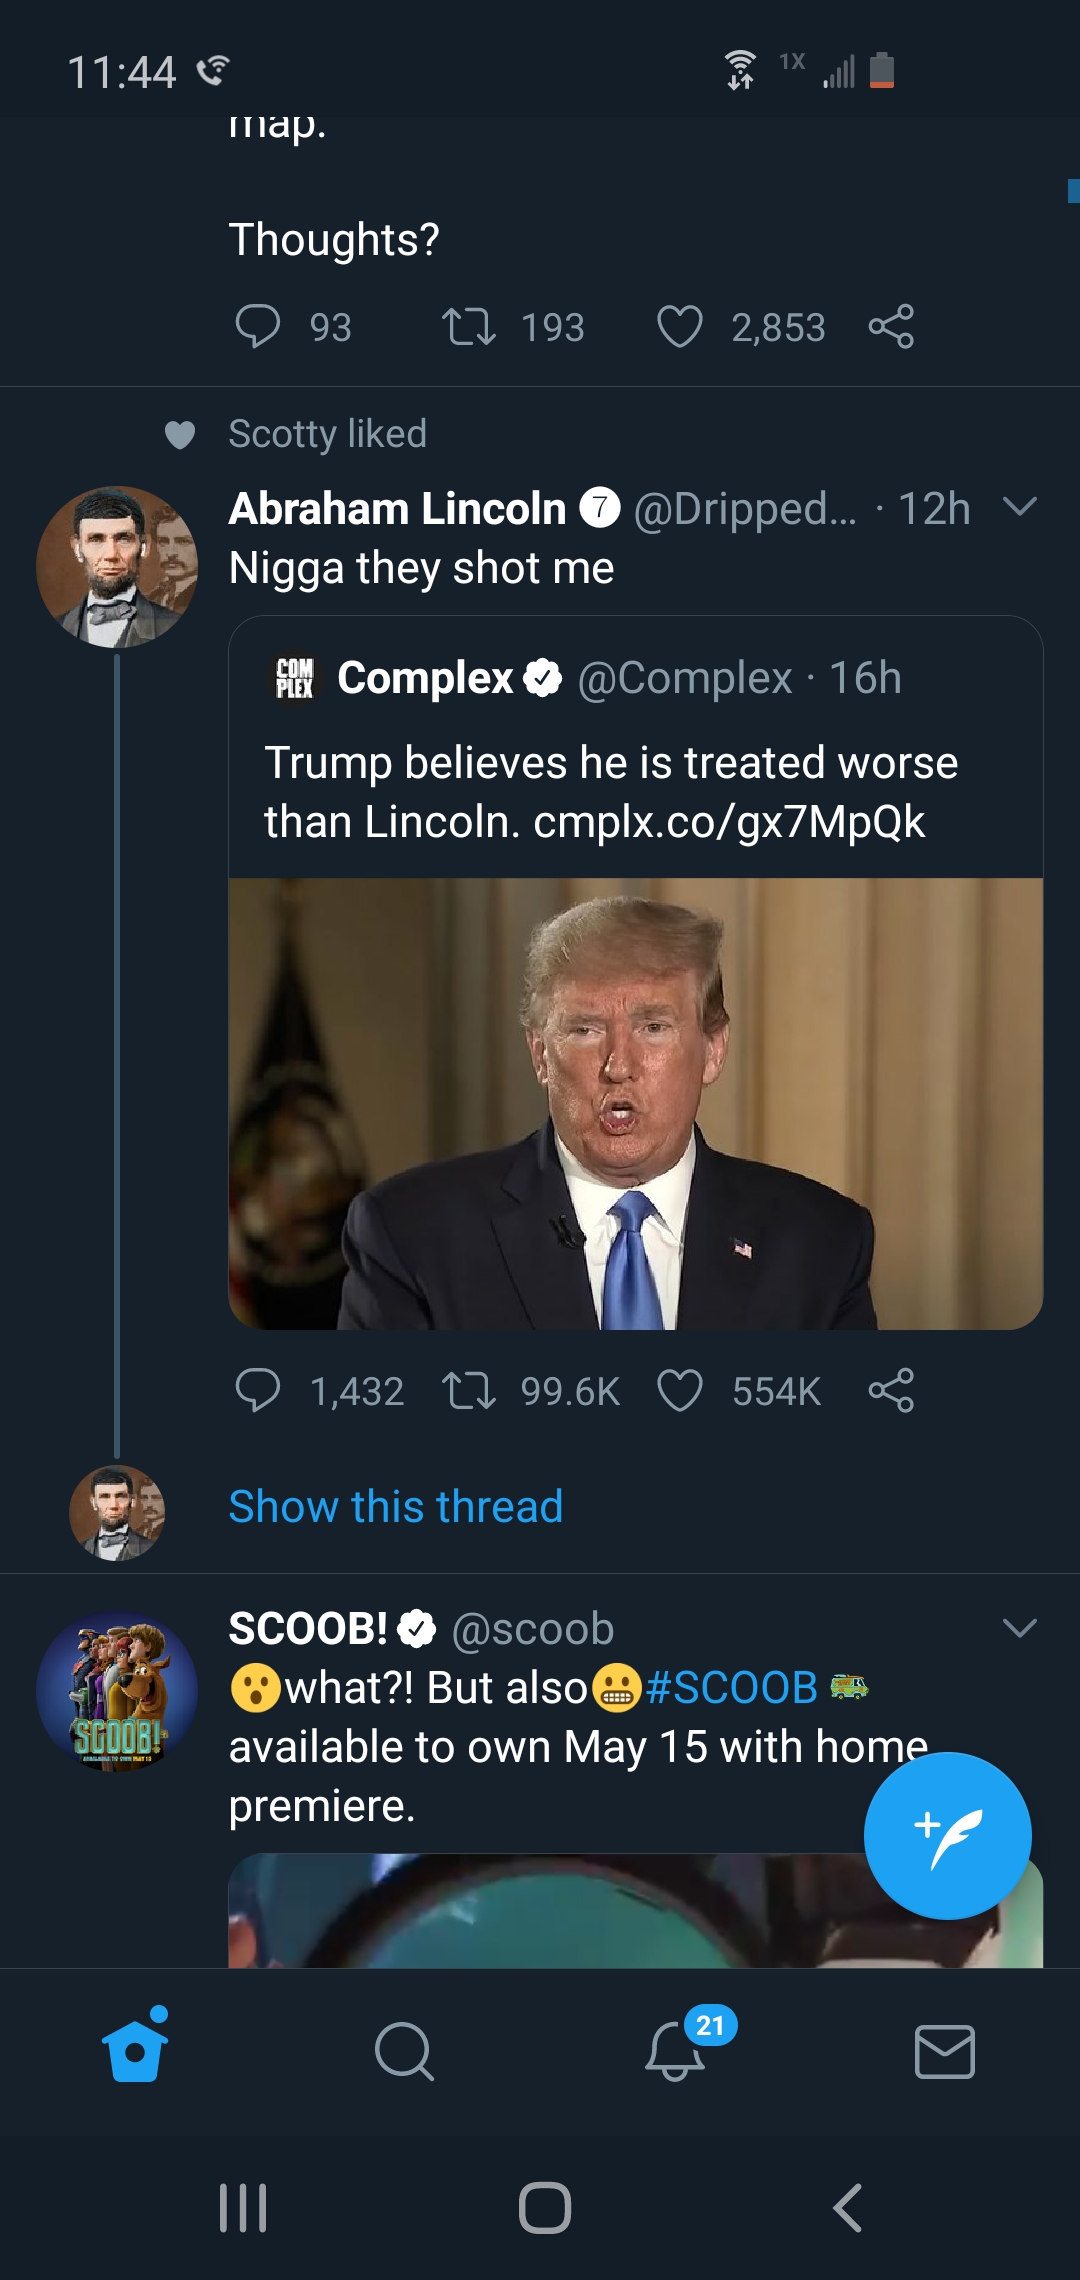 11:44
1X
map.
Thoughts?
93 193 2,853
Scotty liked
Abraham Lincoln 7 @Dripped... · 12h
Nigga they shot me
COM
PLEX
Complex @Complex · 16h
Trump believes he is treated worse
than Lincoln. cmplx.co/gx7MpQk
1,432 99.6K 554K
Show this thread
SCOOB! @scoob
😮what?! But also😬#SCOOB
available to own May 15 with home
premiere.
SCOOB!
21